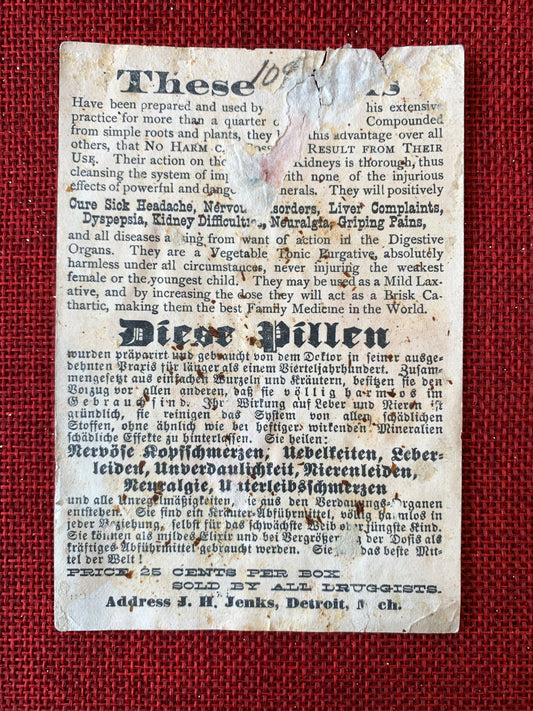 These
Have been prepared and used by his extensive
practice for more than a quarter Compounded
from simple roots and plants, they this advantage over all
others, that NO HARM RESULT FROM THEIR
USE. Their action on the Kidneys is thorough, thus
cleansing the system of with none of the injurious
effects of powerful and They will positively
Cure Sick Headache, Liver Complaints,
Dyspepsia, Kidney Neuralgia, Griping Pains,
and all diseases from want of action in the Digestive
Organs. They are a Vegetable Tonic Purgative, absolutely
harmless under all circumstances, never injuring the weakest
female or the youngest child. They may be used as a Mild Lax-
ative, and by increasing the dose they will act as a Brisk Ca-
thartic, making them the best Family Medicine in the World.
Diese Pillen
wurden präparirt und gebraucht von dem Doktor in seiner ausge-
dehnten Praxis für länger als einem Vierteljahrhundert. Zusam-
mengesetzt aus einfachen Wurzeln und Kräutern, besitzen sie den
Vorzug vor allen anderen, daß sie völlig harmlos im
Gebrauch sind. Ihre Wirkung auf Leber und Nieren ist
gründlich, sie reinigen das System von allen schädlichen
Stoffen, ohne ähnlich wie bei heftiger wirkenden Mineralien
schädliche Effekte zu hinterlassen. Sie heilen:
Nervöse Kopfschmerzen, Uebelkeiten, Leber-
leiden, Unverdaulichkeit, Nierenleiden,
Neuralgie, Unterleibsschmerzen
und alle Unregelmäßigkeiten, die aus den Verdauungs-Organen
entstehen. Sie sind ein Kräuter-Abführmittel, völlig harmlos in
jeder Beziehung, selbst für das schwächste Weib oder jüngste Kind.
Sie können als mildes Elixir und bei Vergrößerung der Dosis als
kräftiges Abführmittel gebraucht werden. Sie das beste Mit-
tel der Welt!
PRICE 25 CENTS PER BOX
SOLD BY ALL DRUGGISTS.
Address J. H. Jenks, Detroit,